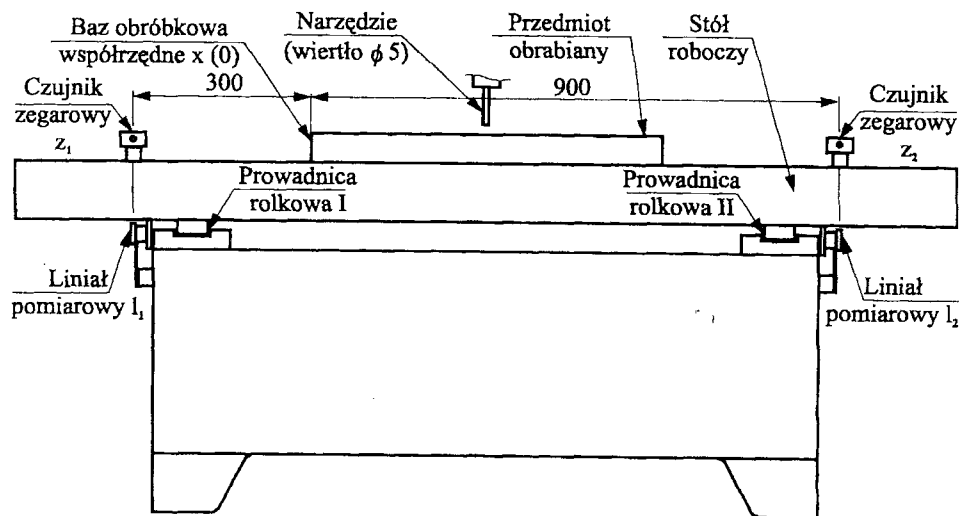 Baz obróbkowa
współrzędne x (0)
Narzędzie
(wiertło ϕ 5)
Przedmiot
obrabiany
Stół
roboczy
Czujnik
zegarowy
z₁
300
900
Czujnik
zegarowy
z₂
Prowadnica
rolkowa I
Prowadnica
rolkowa II
Liniał
pomiarowy l₁
Liniał
pomiarowy l₂